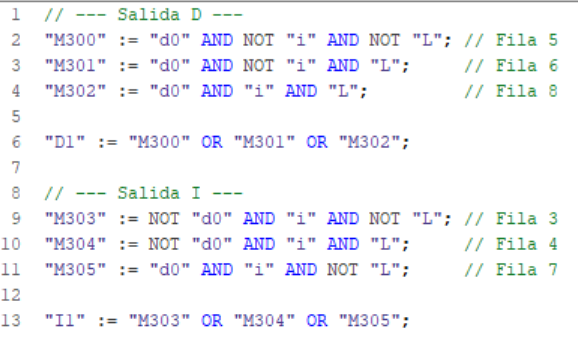 1 // --- Salida D ---
2 "M300" := "d0" AND NOT "i" AND NOT "L"; // Fila 5
3 "M301" := "d0" AND NOT "i" AND "L"; // Fila 6
4 "M302" := "d0" AND "i" AND "L"; // Fila 8
5
6 "D1" := "M300" OR "M301" OR "M302";
7
8 // --- Salida I ---
9 "M303" := NOT "d0" AND "i" AND NOT "L"; // Fila 3
10 "M304" := NOT "d0" AND "i" AND "L"; // Fila 4
11 "M305" := "d0" AND "i" AND NOT "L"; // Fila 7
12
13 "I1" := "M303" OR "M304" OR "M305";